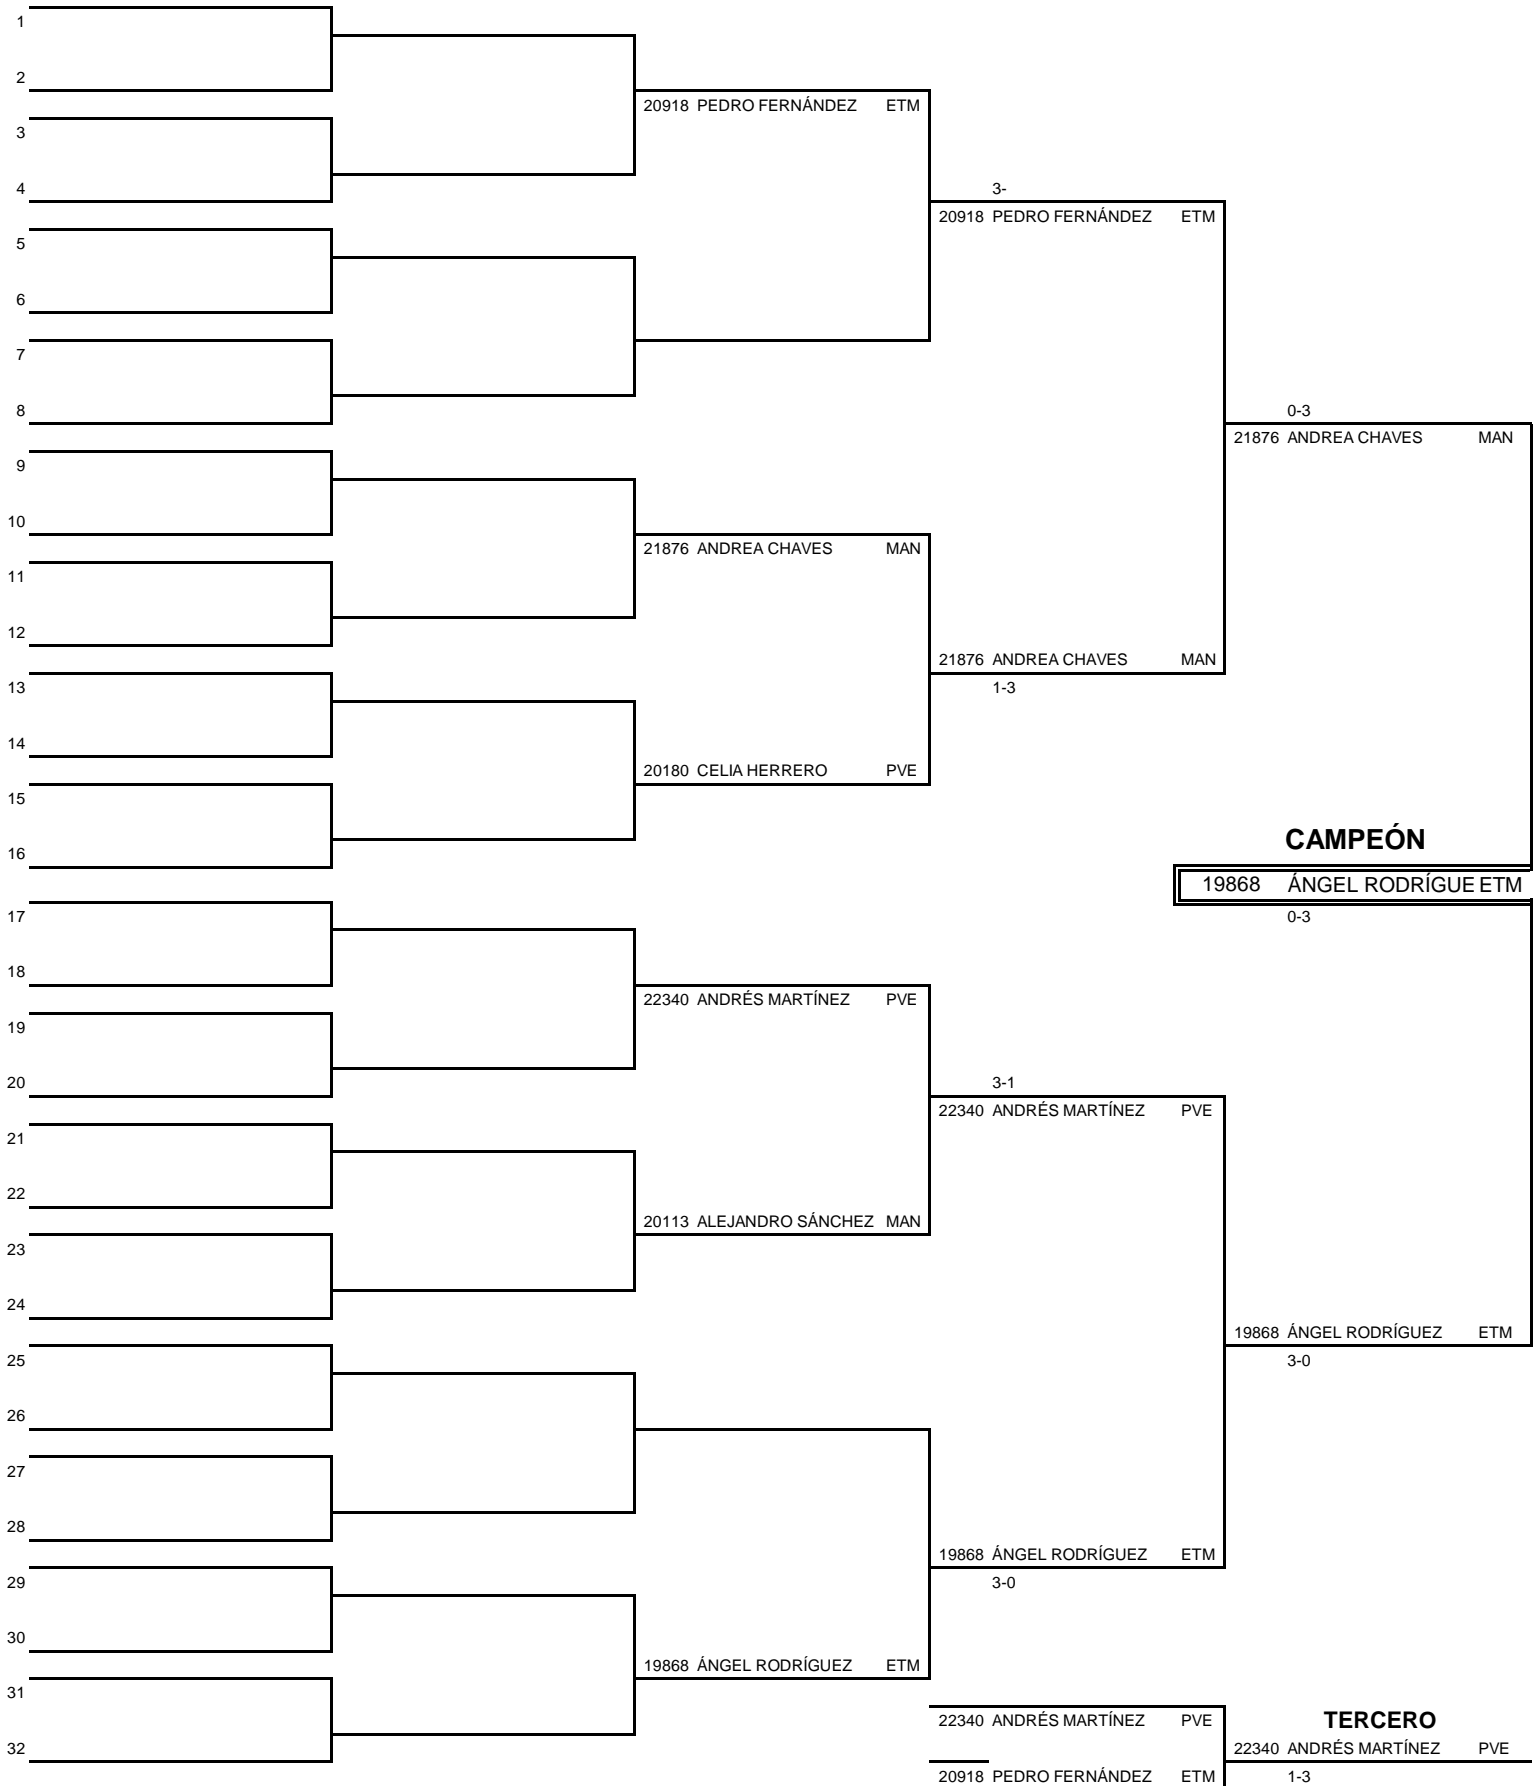 1
2
20918 PEDRO FERNÁNDEZ ETM
3
4
3-
20918 PEDRO FERNÁNDEZ ETM
5
6
7
8
0-3
21876 ANDREA CHAVES MAN
9
10
21876 ANDREA CHAVES MAN
11
12
21876 ANDREA CHAVES MAN
13
1-3
14
20180 CELIA HERRERO PVE
15
16
CAMPEÓN
19868 ÁNGEL RODRÍGUE ETM
17
0-3
18
22340 ANDRÉS MARTÍNEZ PVE
19
20
3-1
22340 ANDRÉS MARTÍNEZ PVE
21
22
20113 ALEJANDRO SÁNCHEZ MAN
23
24
19868 ÁNGEL RODRÍGUEZ ETM
25
3-0
26
27
28
19868 ÁNGEL RODRÍGUEZ ETM
29
3-0
30
19868 ÁNGEL RODRÍGUEZ ETM
31
22340 ANDRÉS MARTÍNEZ PVE
TERCERO
32
22340 ANDRÉS MARTÍNEZ PVE
20918 PEDRO FERNÁNDEZ ETM
1-3